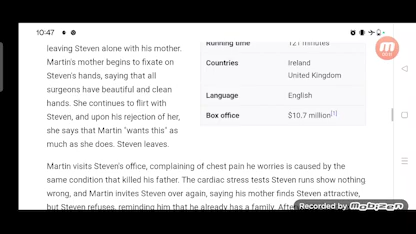 10:47
leaving Steven alone with his mother.
Martin's mother begins to fixate on
Steven's hands, saying that all
surgeons have beautiful and clean
hands. She continues to flirt with
Steven, and upon his rejection of her,
she says that Martin "wants this" as
much as she does. Steven leaves.
Running time 121 minutes
Countries Ireland
United Kingdom
Language English
Box office $10.7 million[1]
Martin visits Steven's office, complaining of chest pain he worries is caused by the
same condition that killed his father. The cardiac stress tests Steven runs show nothing
wrong, and Martin invites Steven over again, saying his mother finds Steven attractive,
but Steven refuses, reminding him that he already has a family.
Recorded by Mobizen